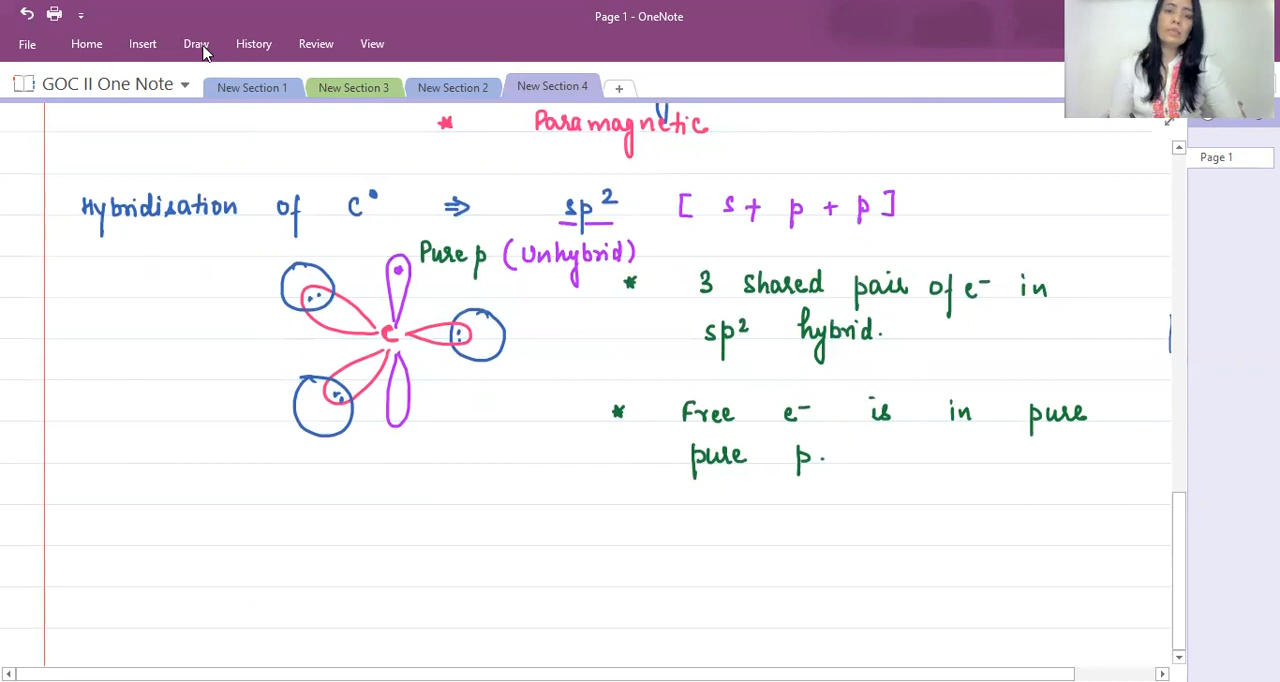 Page 1 - OneNote
File Home Insert Draw History Review View
GOC II One Note New Section 1 New Section 3 New Section 2 New Section 4 +
* Paramagnetic
Page 1
Hybridisation of C• ⇒ sp² [ s + p + p ]
Pure p (Unhybrid)
* 3 shared pair of e⁻ in
sp² hybrid.
C
* Free e⁻ is in pure
pure p.